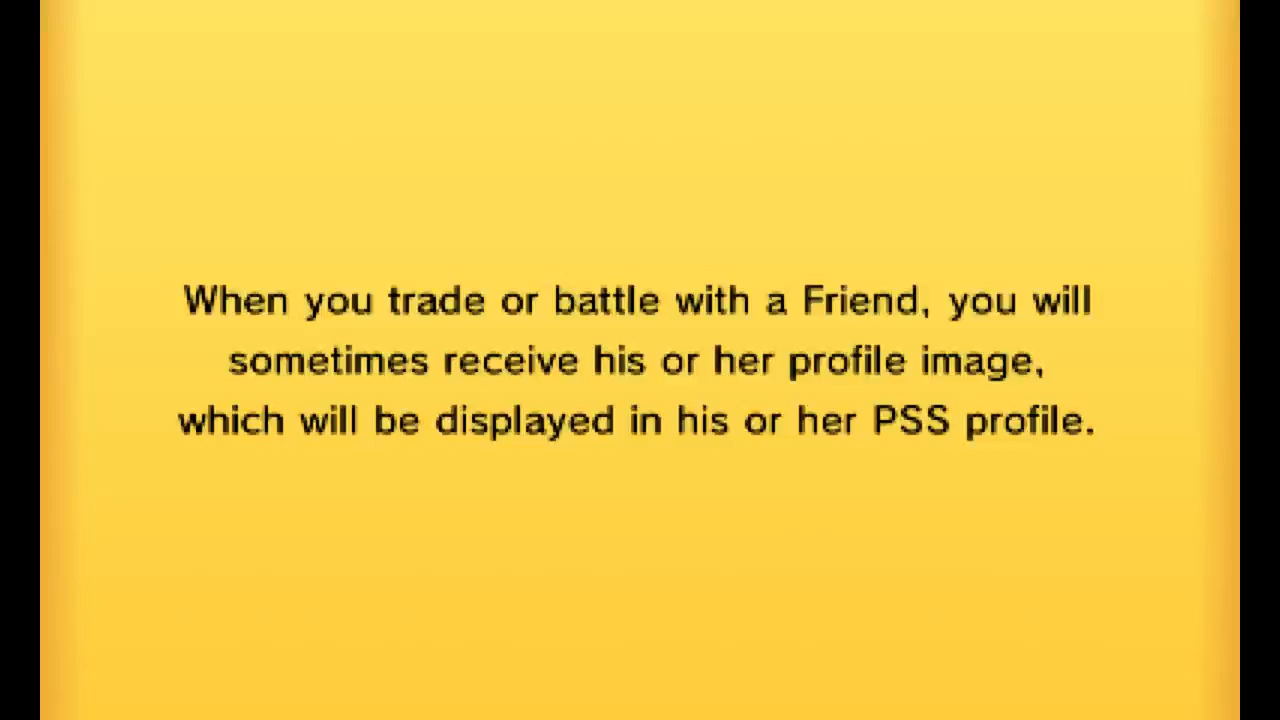 When you trade or battle with a Friend, you will
sometimes receive his or her profile image,
which will be displayed in his or her PSS profile.